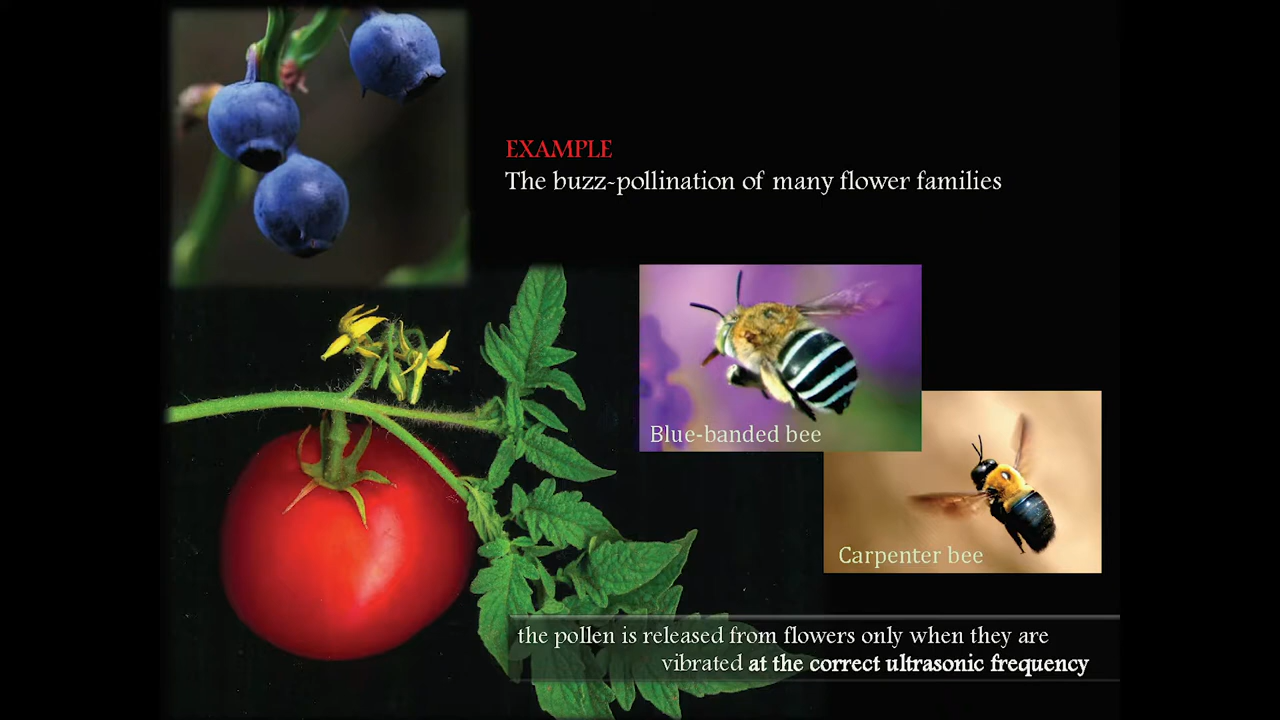 EXAMPLE
The buzz-pollination of many flower families
Blue-banded bee
Carpenter bee
the pollen is released from flowers only when they are
vibrated at the correct ultrasonic frequency